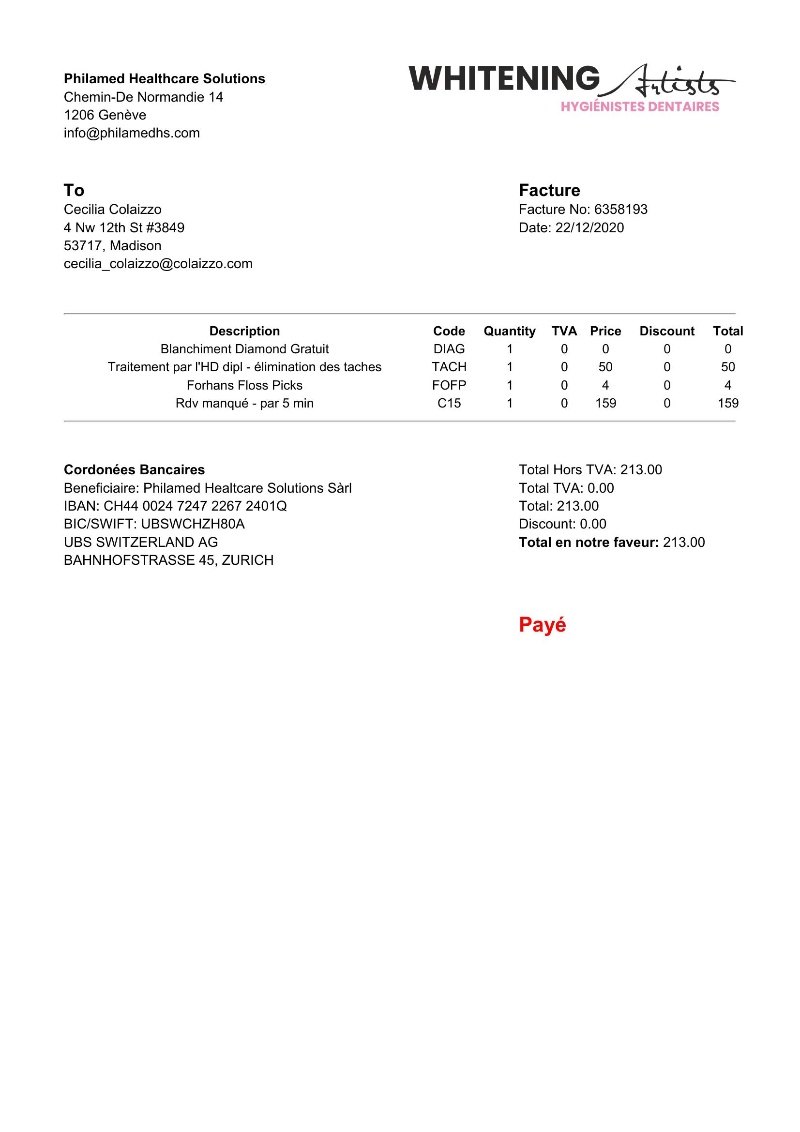 Philamed Healthcare Solutions
Chemin-De Normandie 14
1206 Genève
info@philamedhs.com
WHITENING Artists
HYGIÉNISTES DENTAIRES
To
Cecilia Colaizzo
4 Nw 12th St #3849
53717, Madison
cecilia_colaizzo@colaizzo.com
Facture
Facture No: 6358193
Date: 22/12/2020
Description Code Quantity TVA Price Discount Total
Blanchiment Diamond Gratuit DIAG 1 0 0 0 0
Traitement par l'HD dipl - élimination des taches TACH 1 0 50 0 50
Forhans Floss Picks FOFP 1 0 4 0 4
Rdv manqué - par 5 min C15 1 0 159 0 159
Cordonées Bancaires
Beneficiaire: Philamed Healtcare Solutions Sàrl
IBAN: CH44 0024 7247 2267 2401Q
BIC/SWIFT: UBSWCHZH80A
UBS SWITZERLAND AG
BAHNHOFSTRASSE 45, ZURICH
Total Hors TVA: 213.00
Total TVA: 0.00
Total: 213.00
Discount: 0.00
Total en notre faveur: 213.00
Payé